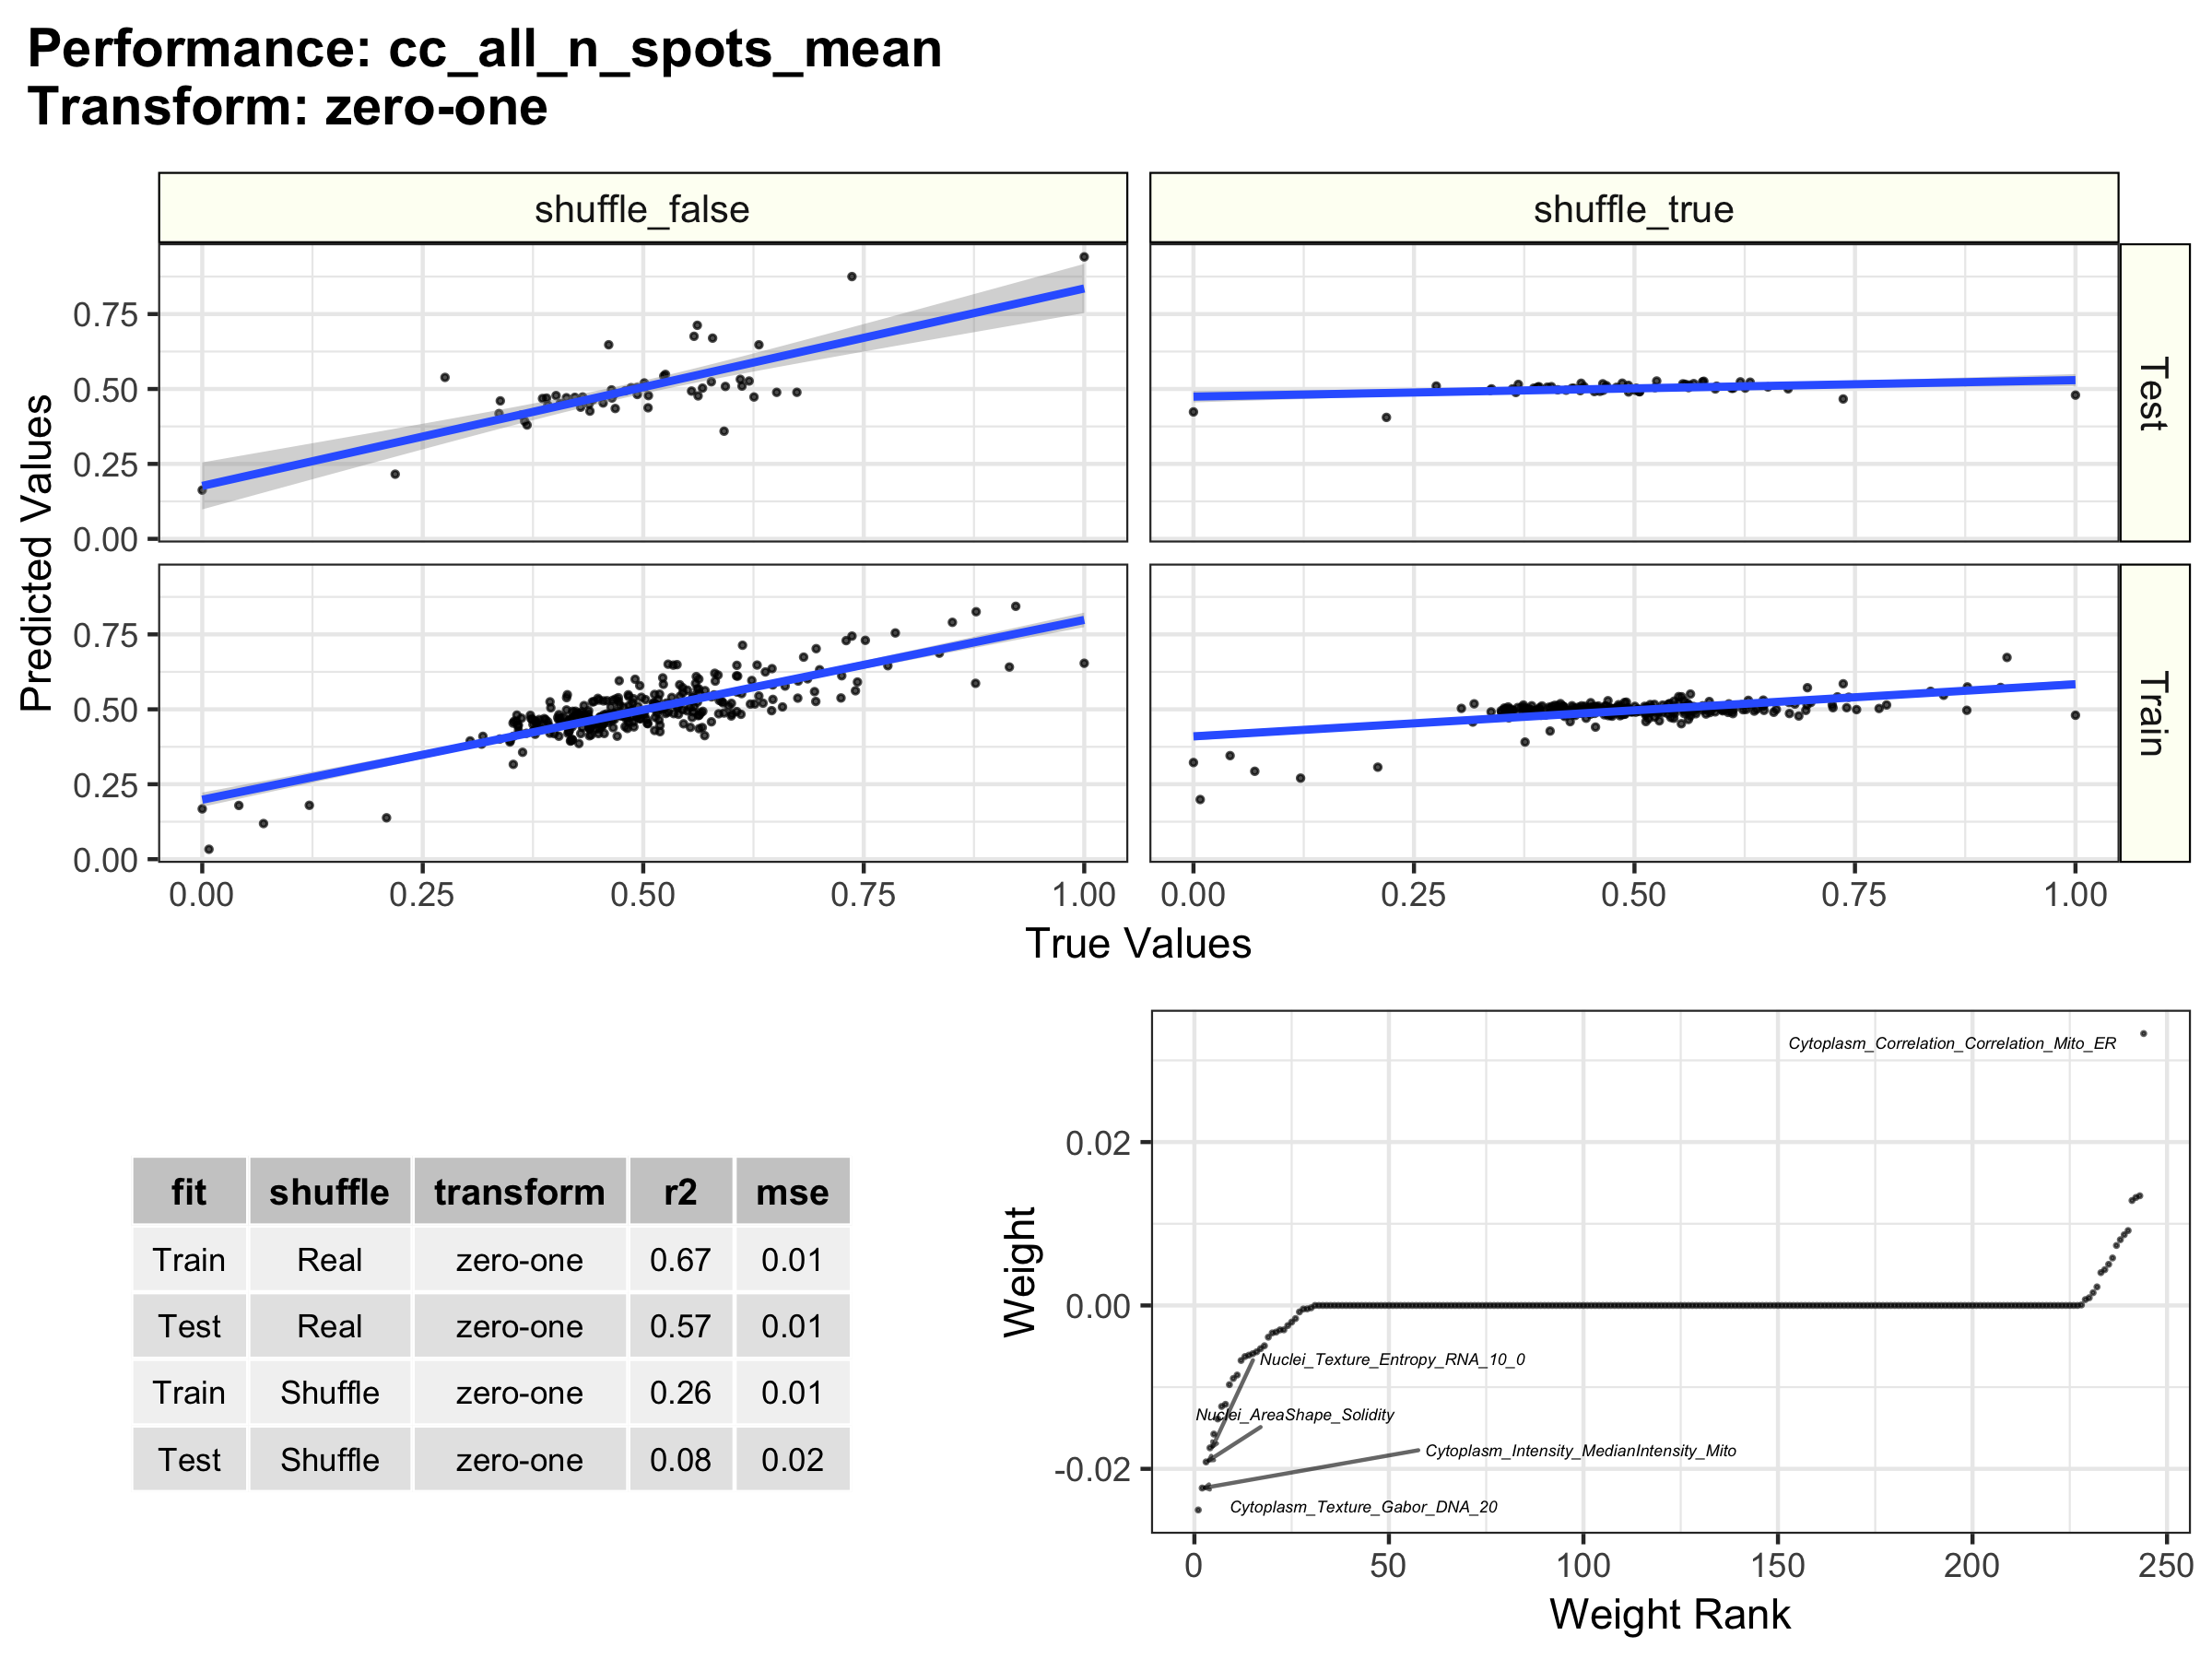 Performance: cc_all_n_spots_mean
Transform: zero-one
shuffle_false
shuffle_true
Test
Train
Predicted Values
0.75
0.50
0.25
0.00
0.75
0.50
0.25
0.00
0.00 0.25 0.50 0.75 1.00
0.00 0.25 0.50 0.75 1.00
True Values
fit shuffle transform r2 mse
Train Real zero-one 0.67 0.01
Test Real zero-one 0.57 0.01
Train Shuffle zero-one 0.26 0.01
Test Shuffle zero-one 0.08 0.02
Weight
0.02
0.00
-0.02
Cytoplasm_Correlation_Correlation_Mito_ER
Nuclei_Texture_Entropy_RNA_10_0
Nuclei_AreaShape_Solidity
Cytoplasm_Intensity_MedianIntensity_Mito
Cytoplasm_Texture_Gabor_DNA_20
0 50 100 150 200 250
Weight Rank